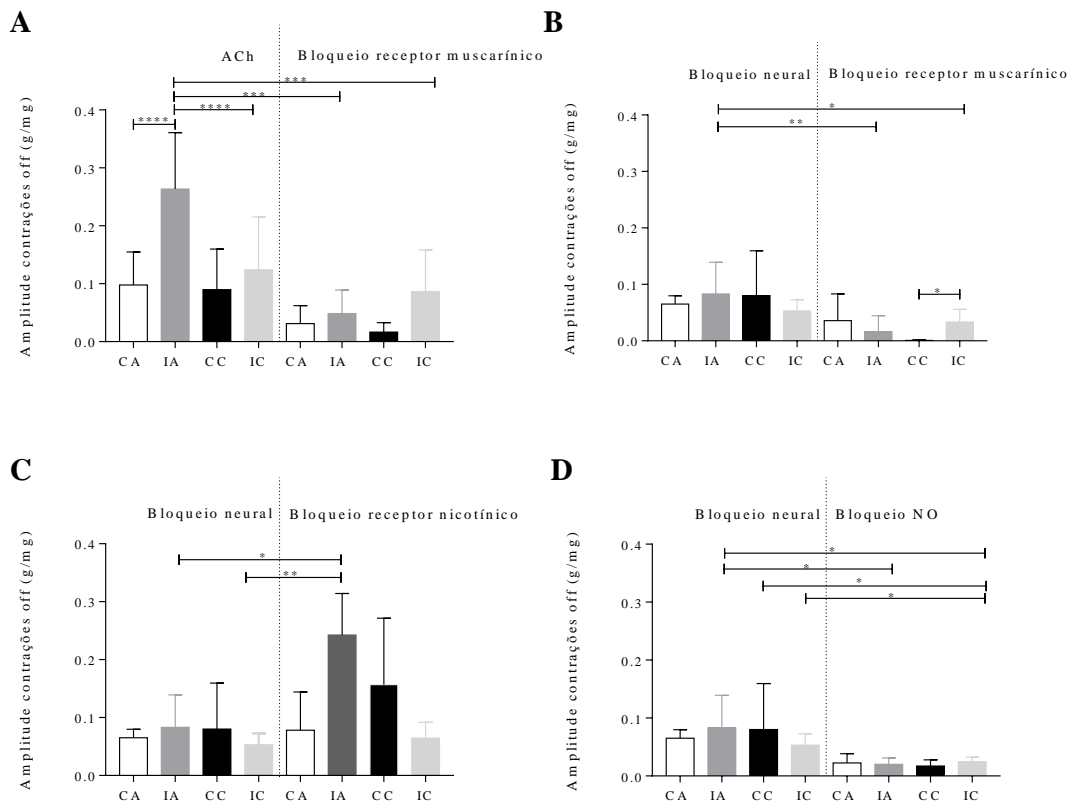 A
ACh
Bloqueio receptor muscarínico
***
***
****
****
Amplitude contrações off (g/mg)
0.4
0.3
0.2
0.1
0.0
CA IA CC IC CA IA CC IC
B
Bloqueio neural
Bloqueio receptor muscarínico
*
**
*
Amplitude contrações off (g/mg)
0.4
0.3
0.2
0.1
0.0
CA IA CC IC CA IA CC IC
C
Bloqueio neural
Bloqueio receptor nicotínico
*
**
Amplitude contrações off (g/mg)
0.4
0.3
0.2
0.1
0.0
CA IA CC IC CA IA CC IC
D
Bloqueio neural
Bloqueio NO
*
*
*
*
Amplitude contrações off (g/mg)
0.4
0.3
0.2
0.1
0.0
CA IA CC IC CA IA CC IC